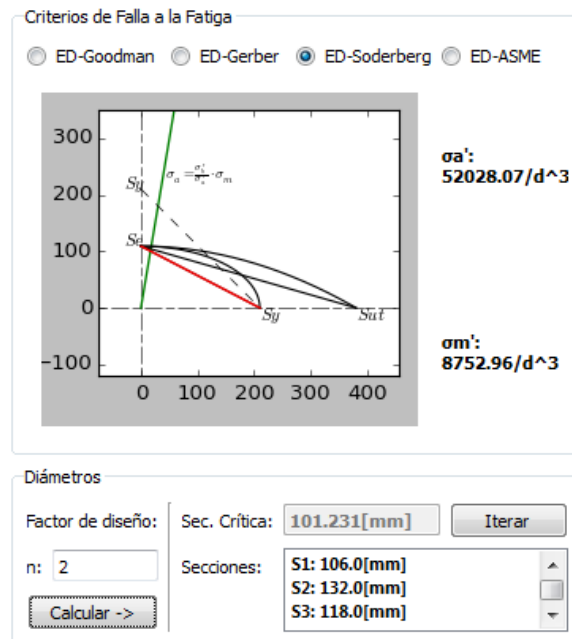 Criterios de Falla a la Fatiga
ED-Goodman ED-Gerber ED-Soderberg ED-ASME
300
200
100
0
−100
0 100 200 300 400
Sy
σa = σ'a/σ'm · σm
Se
Sy
Sut
σa':
52028.07/d^3
σm':
8752.96/d^3
Diámetros
Factor de diseño:
n: 2
Calcular ->
Sec. Crítica: 101.231[mm] Iterar
Secciones:
S1: 106.0[mm]
S2: 132.0[mm]
S3: 118.0[mm]